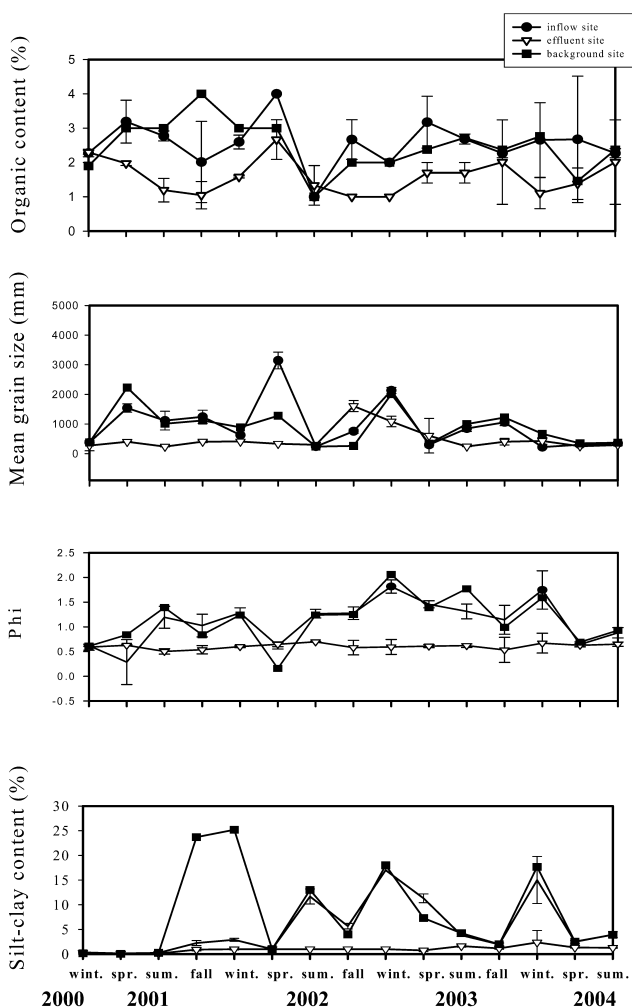 inflow site
effluent site
background site
Organic content (%)
5
4
3
2
1
0
Mean grain size (mm)
5000
4000
3000
2000
1000
0
Phi
2.5
2.0
1.5
1.0
0.5
0.0
-0.5
Silt-clay content (%)
30
25
20
15
10
5
0
wint. spr. sum. fall wint. spr. sum. fall wint. spr. sum. fall wint. spr. sum.
2000 2001 2002 2003 2004